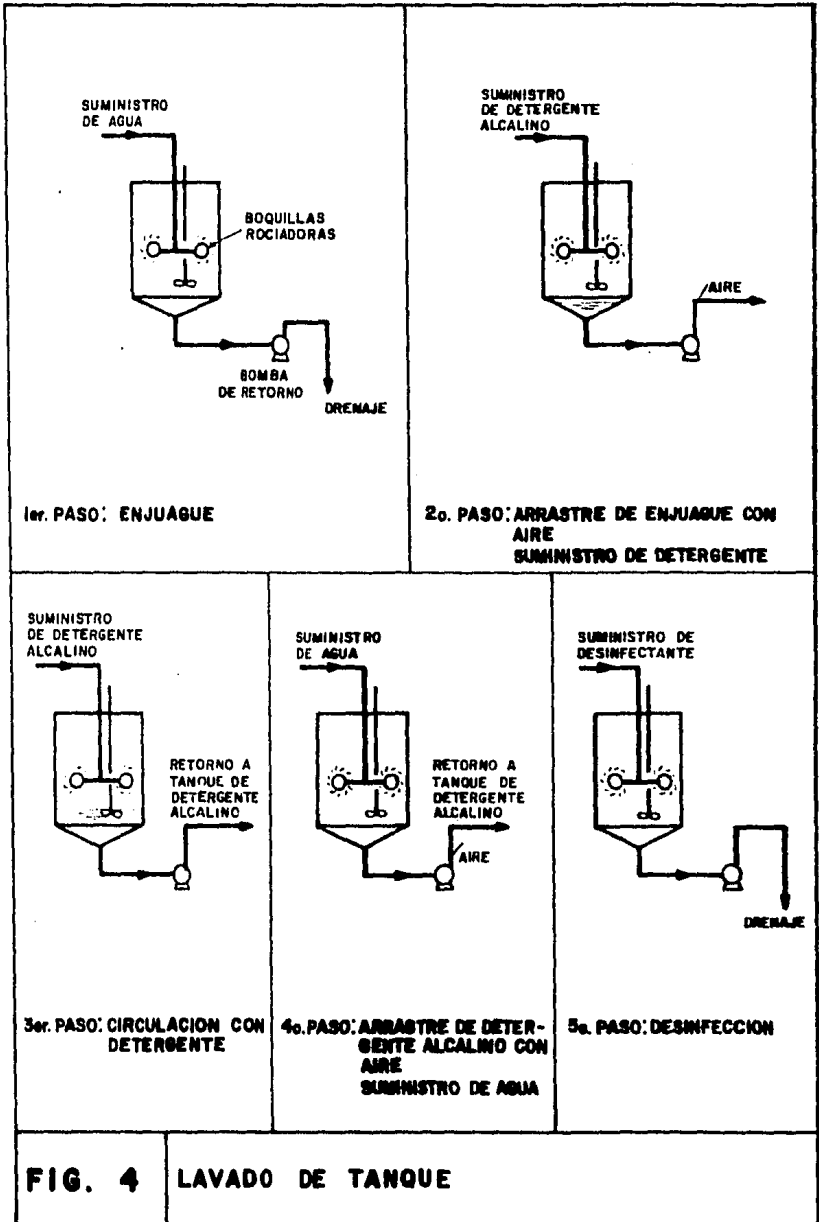 SUMINISTRO
DE AGUA
BOQUILLAS
ROCIADORAS
BOMBA
DE RETORNO
DRENAJE
1er. PASO: ENJUAGUE
SUMINISTRO
DE DETERGENTE
ALCALINO
AIRE
2o. PASO: ARRASTRE DE ENJUAGUE CON
AIRE
SUMINISTRO DE DETERGENTE
SUMINISTRO
DE DETERGENTE
ALCALINO
RETORNO A
TANQUE DE
DETERGENTE
ALCALINO
3er. PASO: CIRCULACION CON
DETERGENTE
SUMINISTRO
DE AGUA
RETORNO A
TANQUE DE
DETERGENTE
ALCALINO
AIRE
4o. PASO: ARRASTRE DE DETER-
GENTE ALCALINO CON
AIRE
SUMINISTRO DE AGUA
SUMINISTRO DE
DESINFECTANTE
DRENAJE
5o. PASO: DESINFECCION
FIG. 4
LAVADO DE TANQUE